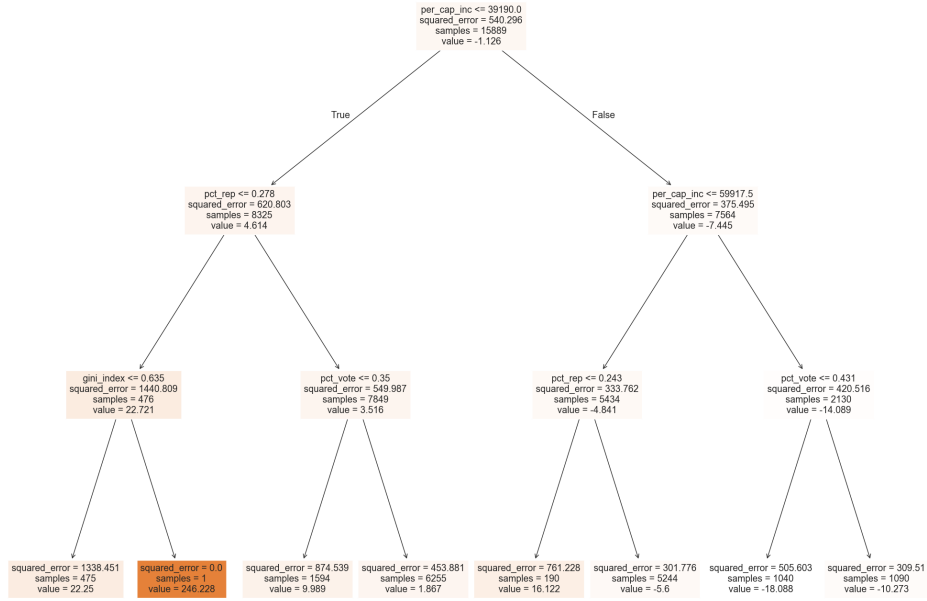 per_cap_inc <= 39190.0
squared_error = 540.296
samples = 15889
value = -1.126
True
False
pct_rep <= 0.278
squared_error = 620.803
samples = 8325
value = 4.614
per_cap_inc <= 59917.5
squared_error = 375.495
samples = 7564
value = -7.445
gini_index <= 0.635
squared_error = 1440.809
samples = 476
value = 22.721
pct_vote <= 0.35
squared_error = 549.987
samples = 7849
value = 3.516
pct_rep <= 0.243
squared_error = 333.762
samples = 5434
value = -4.841
pct_vote <= 0.431
squared_error = 420.516
samples = 2130
value = -14.089
squared_error = 1338.451
samples = 475
value = 22.25
squared_error = 0.0
samples = 1
value = 246.228
squared_error = 874.539
samples = 1594
value = 9.989
squared_error = 453.881
samples = 6255
value = 1.867
squared_error = 761.228
samples = 190
value = 16.122
squared_error = 301.776
samples = 5244
value = -5.6
squared_error = 505.603
samples = 1040
value = -18.088
squared_error = 309.51
samples = 1090
value = -10.273